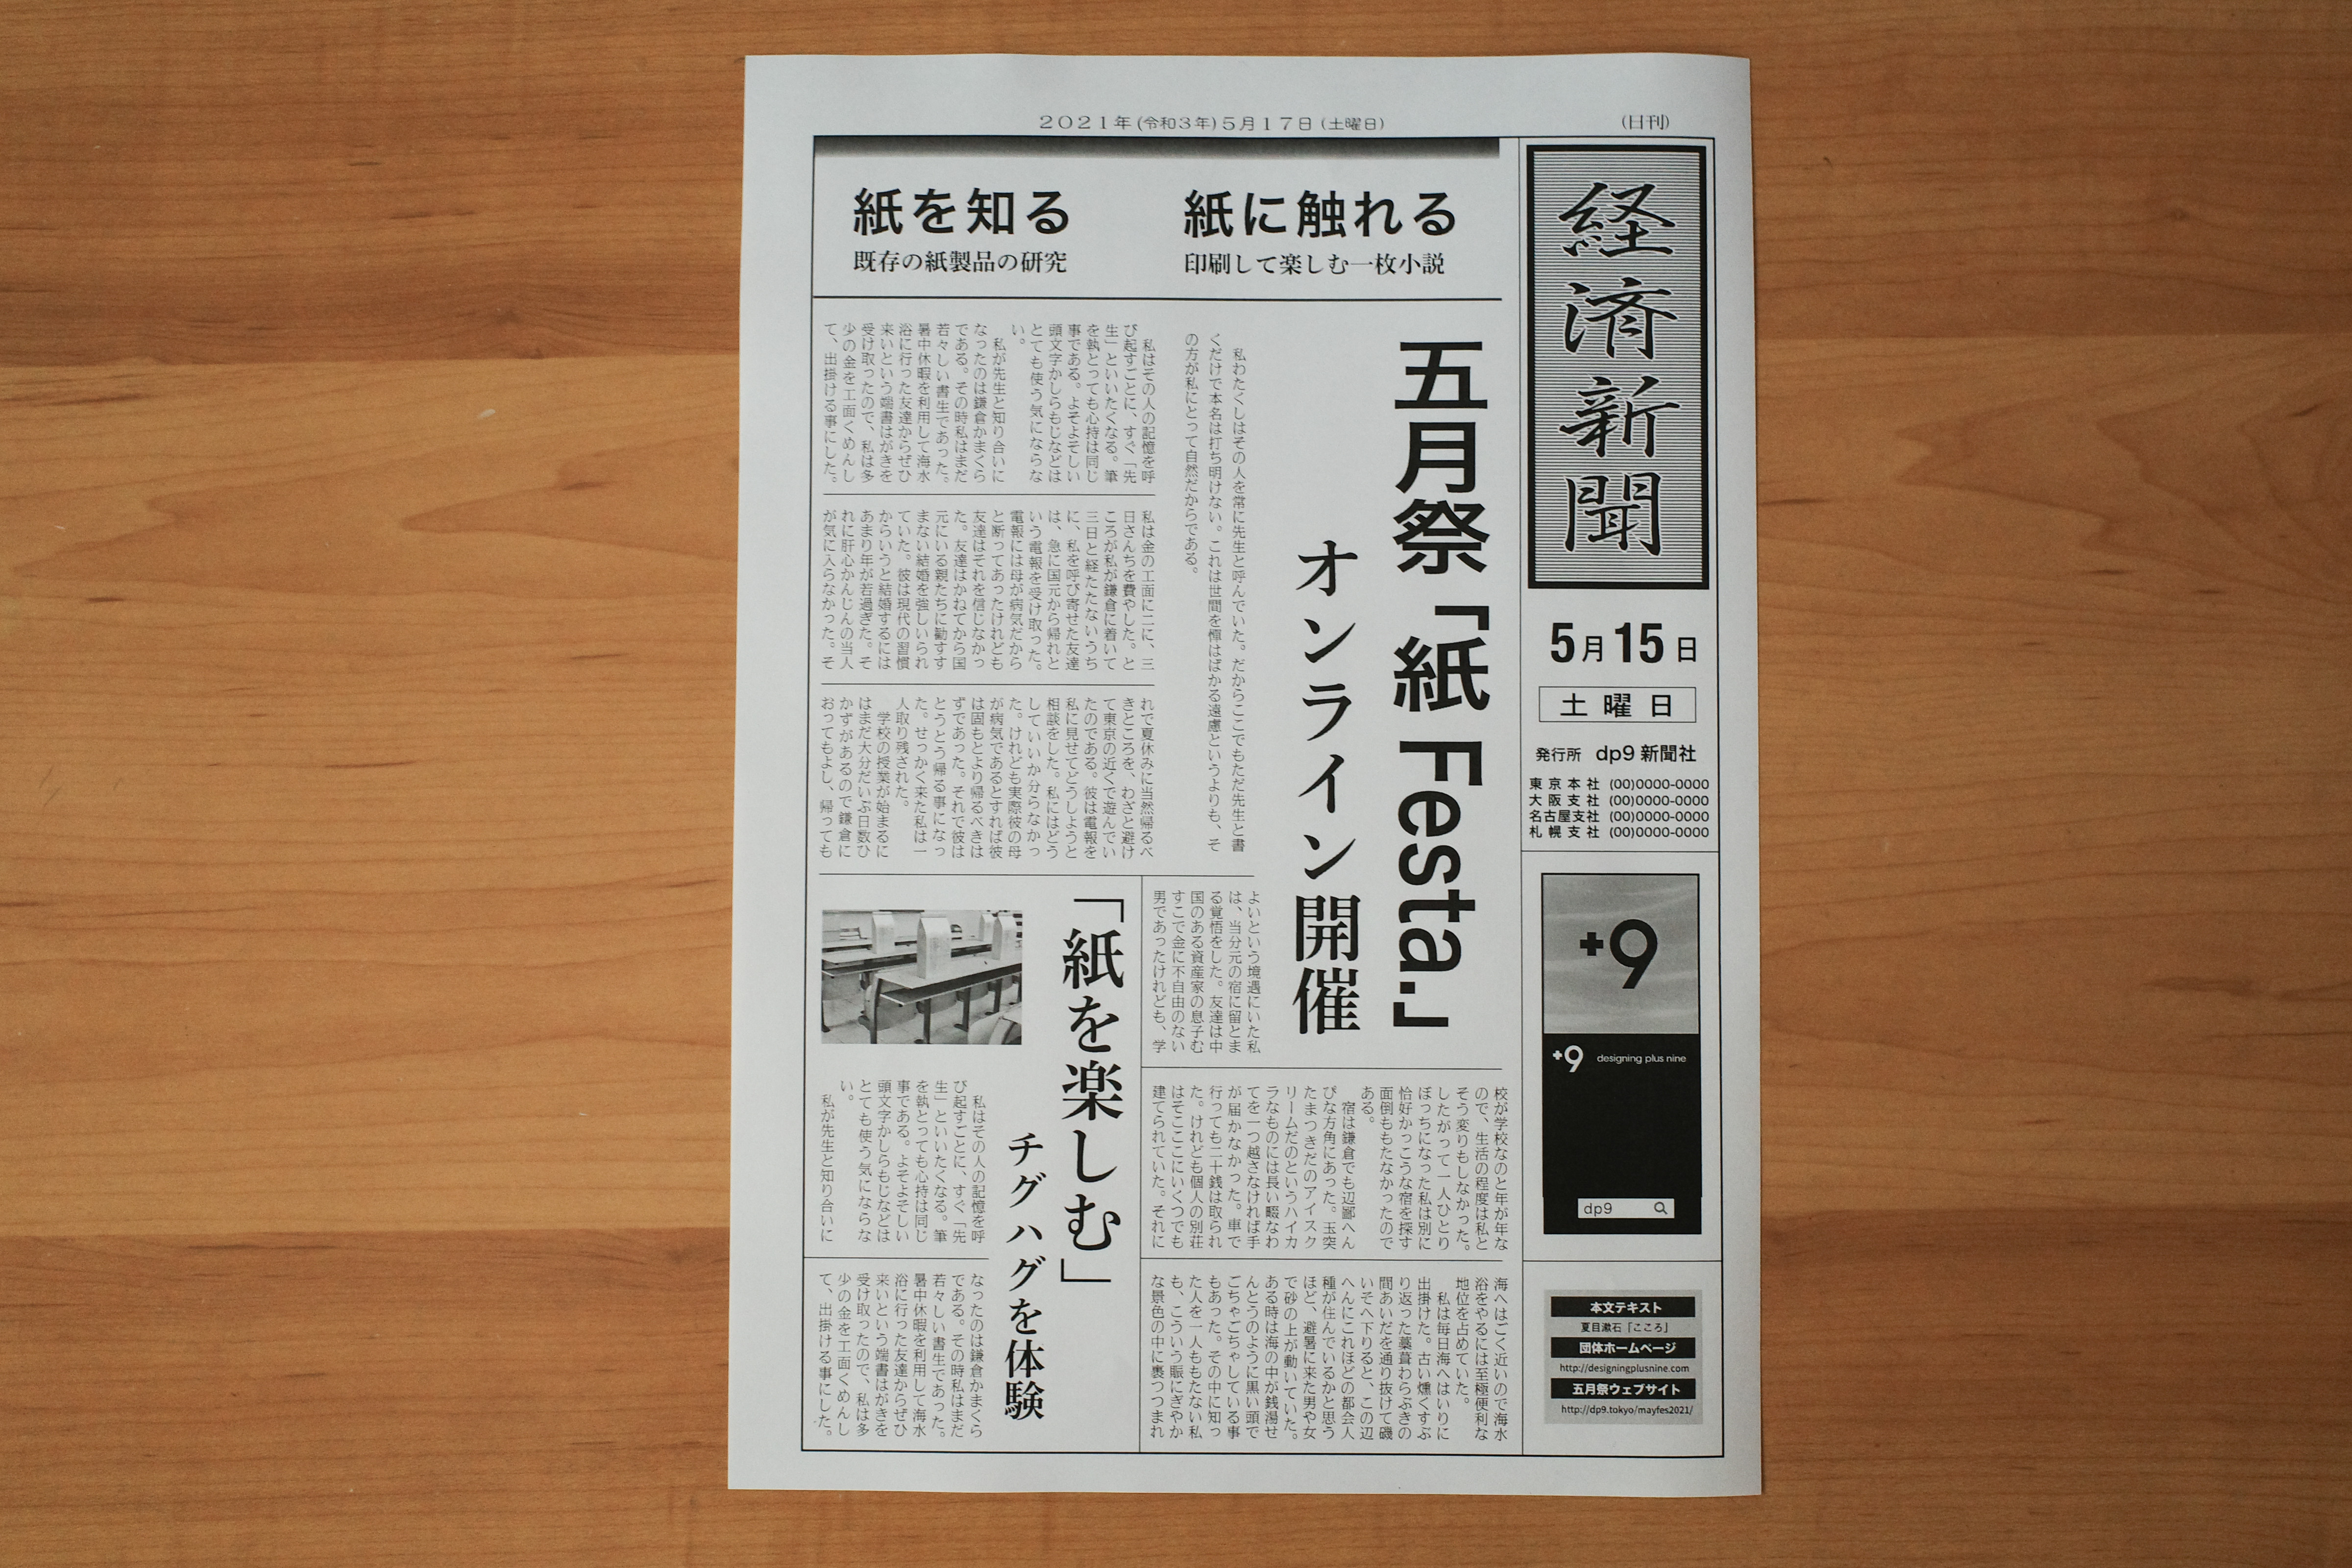 2021年(令和3年)5月17日(土曜日)
(日刊)
経済新聞
5月15日
土曜日
発行所 dp9 新聞社
東京本社 (00)0000-0000
大阪支社 (00)0000-0000
名古屋支社 (00)0000-0000
札幌支社 (00)0000-0000
+9
+9 designing plus nine
dp9
本文テキスト
夏目漱石「こころ」
団体ホームページ
http://designingplusnine.com
五月祭ウェブサイト
http://dp9.tokyo/mayfes2021/
紙に触れる
印刷して楽しむ一枚小説
紙を知る
既存の紙製品の研究
五月祭「紙 Festa.」
オンライン開催
私わたくしはその人を常に先生と呼んでいた。だからここでもただ先生と書
くだけで本名は打ち明けない。これは世間を憚はばかる遠慮というよりも、そ
の方が私にとって自然だからである。
私はその人の記憶を呼
び起すごとに、すぐ「先
生」といいたくなる。筆
を執とっても心持は同じ
事である。よそよそしい
頭文字かしらもじなどは
とても使う気にならな
い。
私が先生と知り合いに
なったのは鎌倉かまくら
である。その時私はまだ
若々しい書生であった。
暑中休暇を利用して海水
浴に行った友達からぜひ
来いという端書はがきを
受け取ったので、私は多
少の金を工面くめんし
て、出掛ける事にした。
私は金の工面に二に、三
日さんちを費やした。と
ころが私が鎌倉に着いて
三日と経たたないうち
に、私を呼び寄せた友達
は、急に国元から帰れと
いう電報を受け取った。
電報には母が病気だから
と断ってあったけれども
友達はそれを信じなかっ
た。友達はかねてから国
元にいる親たちに勧すす
まない結婚を強しいられ
ていた。彼は現代の習慣
からいうと結婚するには
あまり年が若過ぎた。そ
れに肝心かんじんの当人
が気に入らなかった。そ
れで夏休みに当然帰るべ
きところを、わざと避け
て東京の近くで遊んでい
たのである。彼は電報を
私に見せてどうしようと
相談をした。私にはどう
していいか分らなかっ
た。けれども実際彼の母
が病気であるとすれば彼
は固もとより帰るべきは
ずであった。それで彼は
とうとう帰る事になっ
た。せっかく来た私は一
人取り残された。
学校の授業が始まるに
はまだ大分だいぶ日数ひ
かずがあるので鎌倉に
おってもよし、帰っても
よいという境遇にいた私
は、当分元の宿に留とま
る覚悟をした。友達は中
国のある資産家の息子む
すこで金に不自由のない
男であったけれども、学
校が学校なのと年が年な
ので、生活の程度は私と
そう変りもしなかった。
したがって一人ひとり
ぼっちになった私は別に
恰好かっこうな宿を探す
面倒ももたなかったので
ある。
宿は鎌倉でも辺鄙へん
ぴな方角にあった。玉突
たまつきだのアイスク
リームだのというハイカ
ラなものには長い畷なわ
てを一つ越さなければ手
が届かなかった。車で
行っても二十銭は取られ
た。けれども個人の別荘
はそこここにいくつでも
建てられていた。それに
海へはごく近いので海水
浴をやるには至極便利な
地位を占めていた。
私は毎日海へはいりに
出掛けた。古い燻くすぶ
り返った藁葺わらぶきの
間あいだを通り抜けて磯
いそへ下りると、この辺
へんにこれほどの都会人
種が住んでいるかと思う
ほど、避暑に来た男や女
で砂の上が動いていた。
ある時は海の中が銭湯せ
んとうのように黒い頭で
ごちゃごちゃしている事
もあった。その中に知っ
た人を一人ももたない私
も、こういう賑にぎやか
な景色の中に裹つつまれ
「紙を楽しむ」
チグハグを体験
私はその人の記憶を呼
び起すごとに、すぐ「先
生」といいたくなる。筆
を執とっても心持は同じ
事である。よそよそしい
頭文字かしらもじなどは
とても使う気にならな
い。
私が先生と知り合いに
なったのは鎌倉かまくら
である。その時私はまだ
若々しい書生であった。
暑中休暇を利用して海水
浴に行った友達からぜひ
来いという端書はがきを
受け取ったので、私は多
少の金を工面くめんし
て、出掛ける事にした。